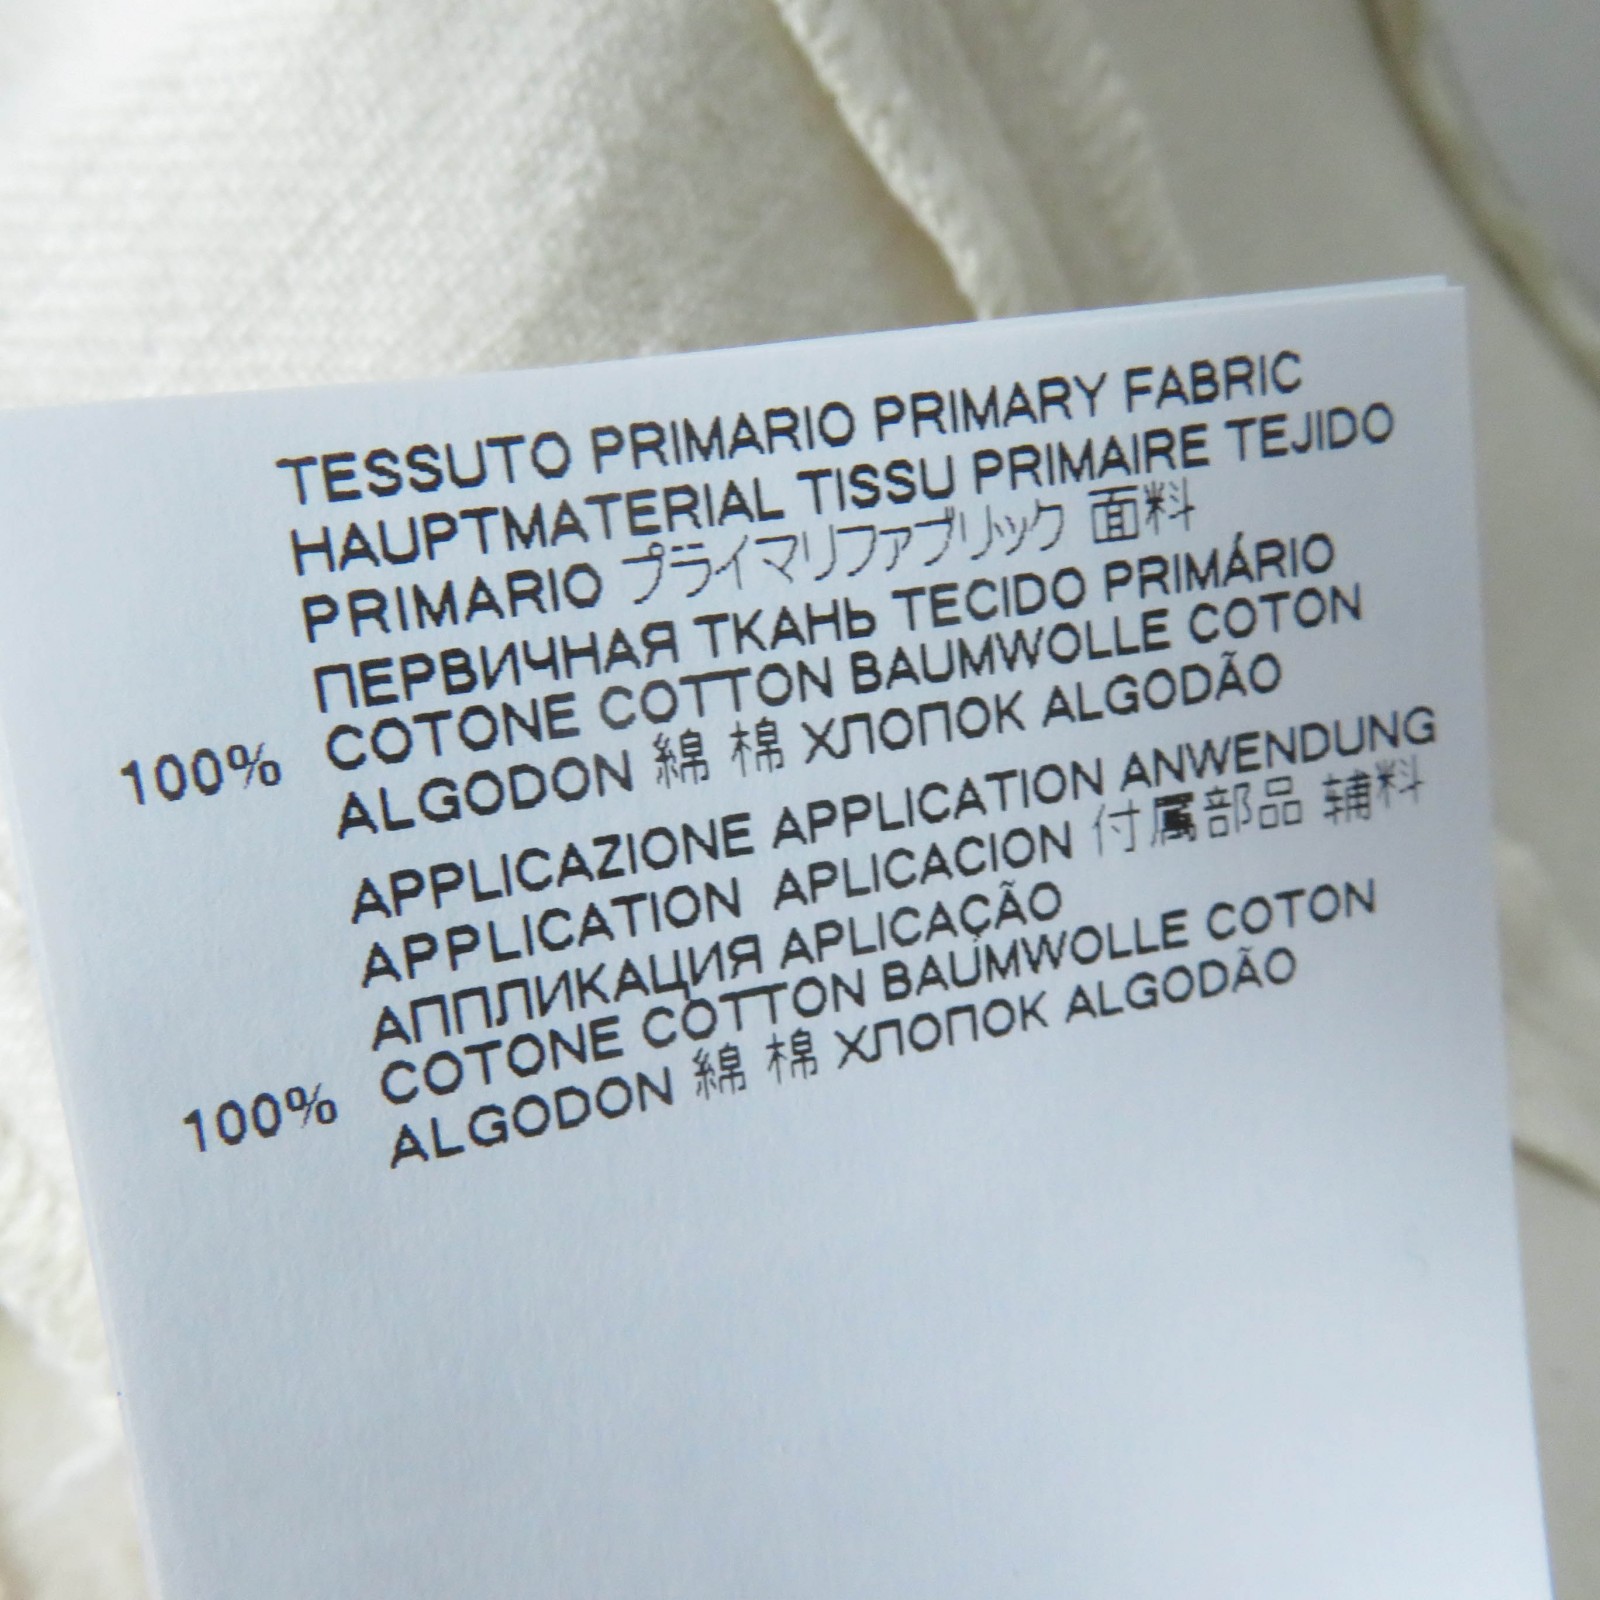 TESSUTO PRIMARIO PRIMARY FABRIC
HAUPTMATERIAL TISSU PRIMAIRE TEJIDO
PRIMARIO プライマリファブリック 面料
ПЕРВИЧНАЯ ТКАНЬ TECIDO PRIMÁRIO
100% COTONE COTTON BAUMWOLLE COTON
ALGODON 綿 棉 ХЛОПОК ALGODÃO
APPLICAZIONE APPLICATION ANWENDUNG
APPLICATION APLICACION 付属部品 辅料
АППЛИКАЦИЯ APLICAÇÃO
100% COTONE COTTON BAUMWOLLE COTON
ALGODON 綿 棉 ХЛОПОК ALGODÃO